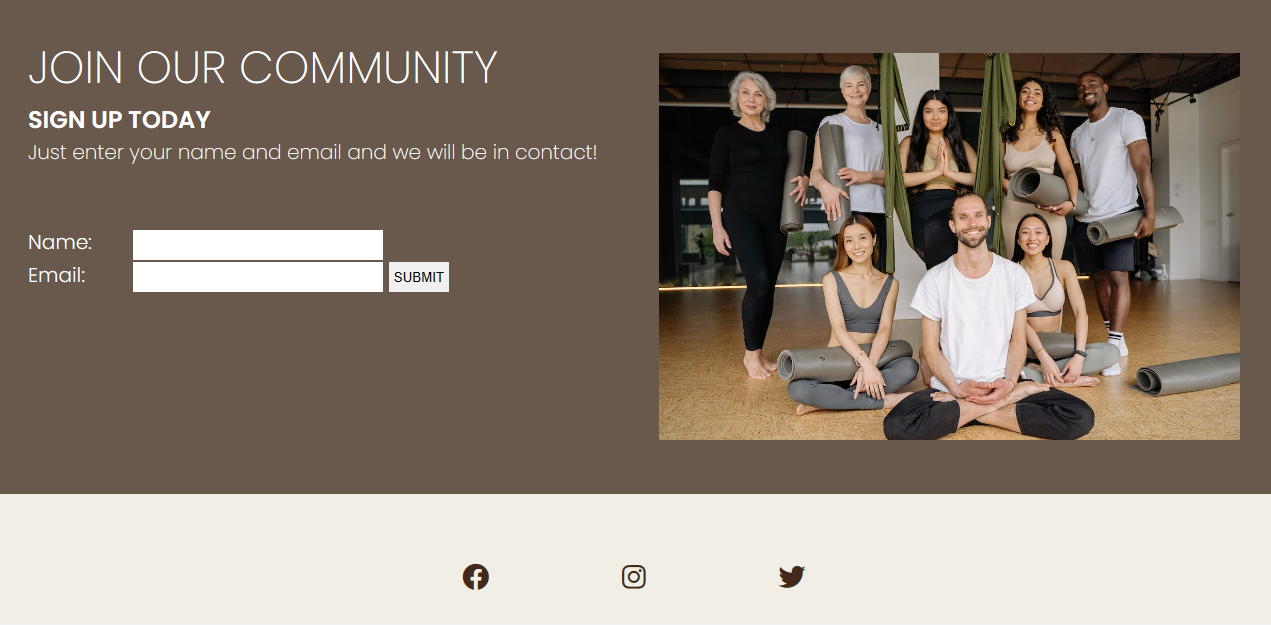 JOIN OUR COMMUNITY
SIGN UP TODAY
Just enter your name and email and we will be in contact!
Name:
Email:
SUBMIT